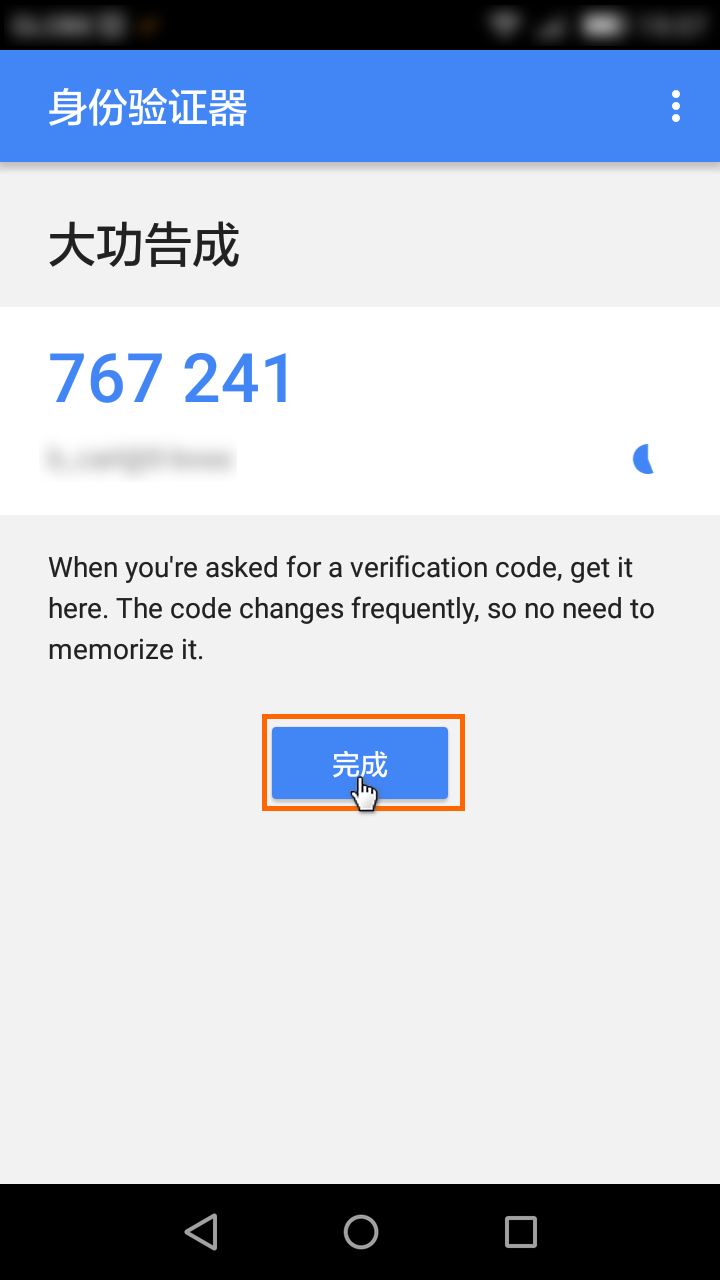 身份验证器
大功告成
767 241
When you're asked for a verification code, get it
here. The code changes frequently, so no need to
memorize it.
完成